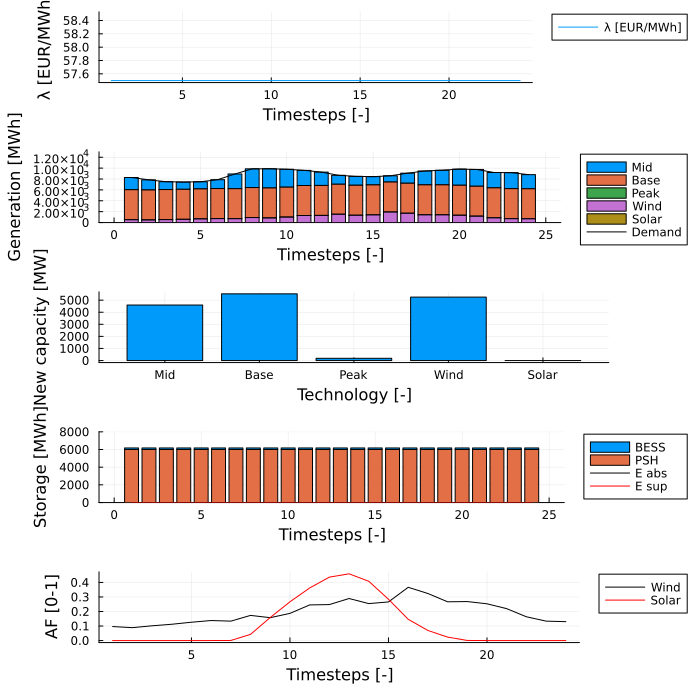 λ [EUR/MWh
58.4
58.2
58.0
57.8
57.6
5 10 15 20
Timesteps [-]
λ [EUR/MWh]
Generation [MWh]
1.20×10⁴
1.00×10⁴
8.00×10³
6.00×10³
4.00×10³
2.00×10³
0
0 5 10 15 20 25
Timesteps [-]
Mid
Base
Peak
Wind
Solar
Demand
New capacity [MW]
5000
4000
3000
2000
1000
0
Mid Base Peak Wind Solar
Technology [-]
Storage [MWh]
8000
6000
4000
2000
0
0 5 10 15 20 25
Timesteps [-]
BESS
PSH
E abs
E sup
AF [0-1]
0.4
0.3
0.2
0.1
0.0
5 10 15 20
Timesteps [-]
Wind
Solar